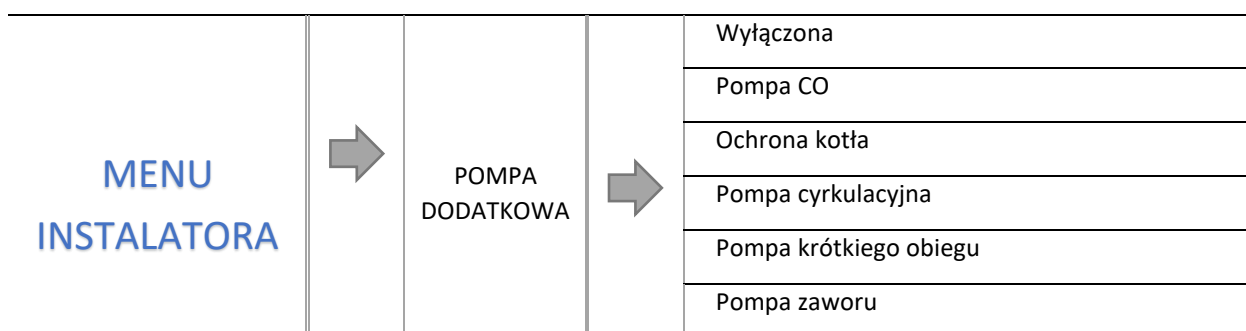 MENU
INSTALATORA
POMPA
DODATKOWA
Wyłączona
Pompa CO
Ochrona kotła
Pompa cyrkulacyjna
Pompa krótkiego obiegu
Pompa zaworu